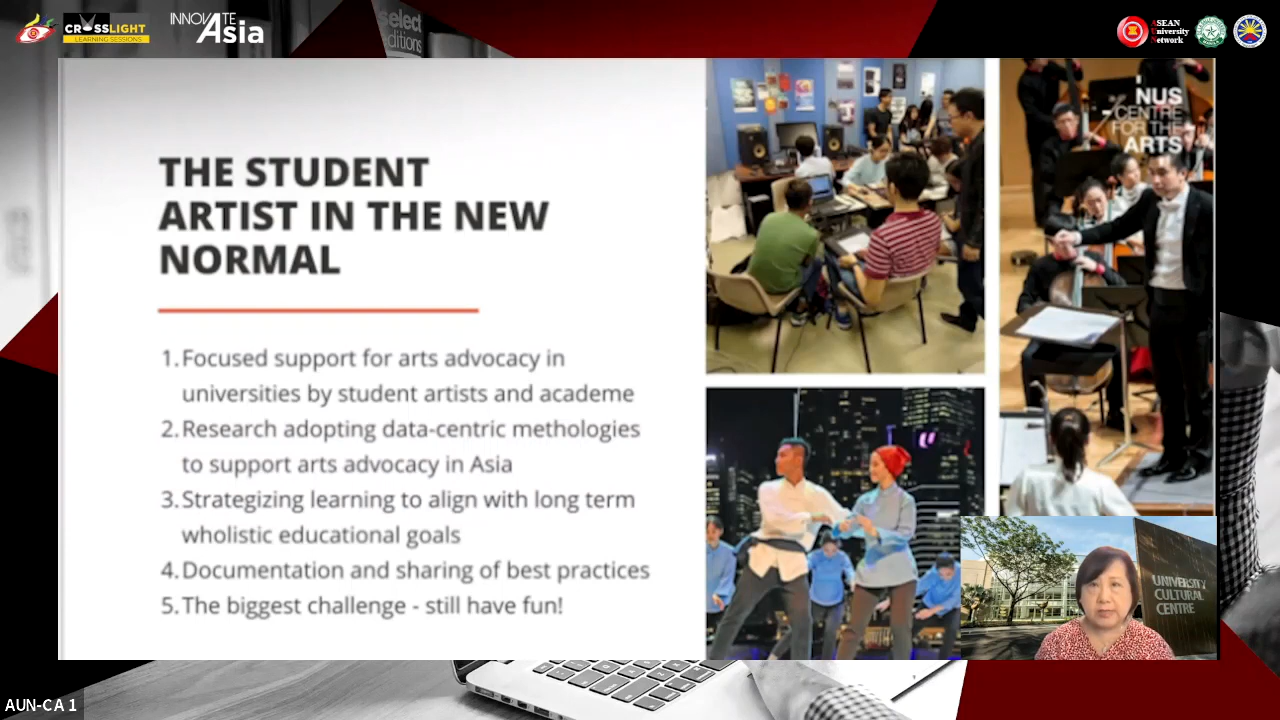 CROSSLIGHT
LEARNING SESSIONS
INNOVATE
Asia
select
editions
ASEAN
University
Network
THE STUDENT
ARTIST IN THE NEW
NORMAL
1. Focused support for arts advocacy in
universities by student artists and academe
2. Research adopting data-centric methologies
to support arts advocacy in Asia
3. Strategizing learning to align with long term
wholistic educational goals
4. Documentation and sharing of best practices
5. The biggest challenge - still have fun!
NUS
CENTRE
FOR THE
ARTS
UNIVERSITY
CULTURAL
CENTRE
AUN-CA 1